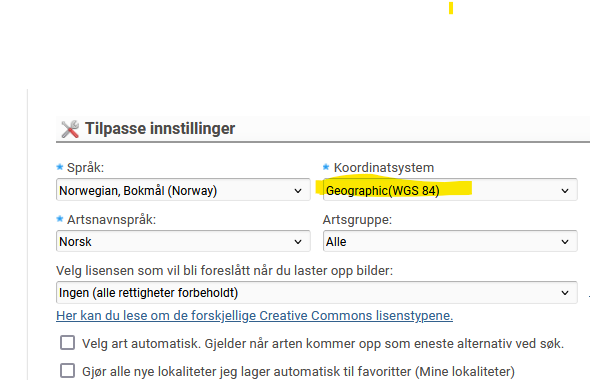 Tilpasse innstillinger
* Språk:
* Koordinatsystem
Norwegian, Bokmål (Norway)
Geographic(WGS 84)
* Artsnavnspråk:
Artsgruppe:
Norsk
Alle
Velg lisensen som vil bli foreslått når du laster opp bilder:
Ingen (alle rettigheter forbeholdt)
Her kan du lese om de forskjellige Creative Commons lisenstypene.
Velg art automatisk. Gjelder når arten kommer opp som eneste alternativ ved søk.
Gjør alle nye lokaliteter jeg lager automatisk til favoritter (Mine lokaliteter)